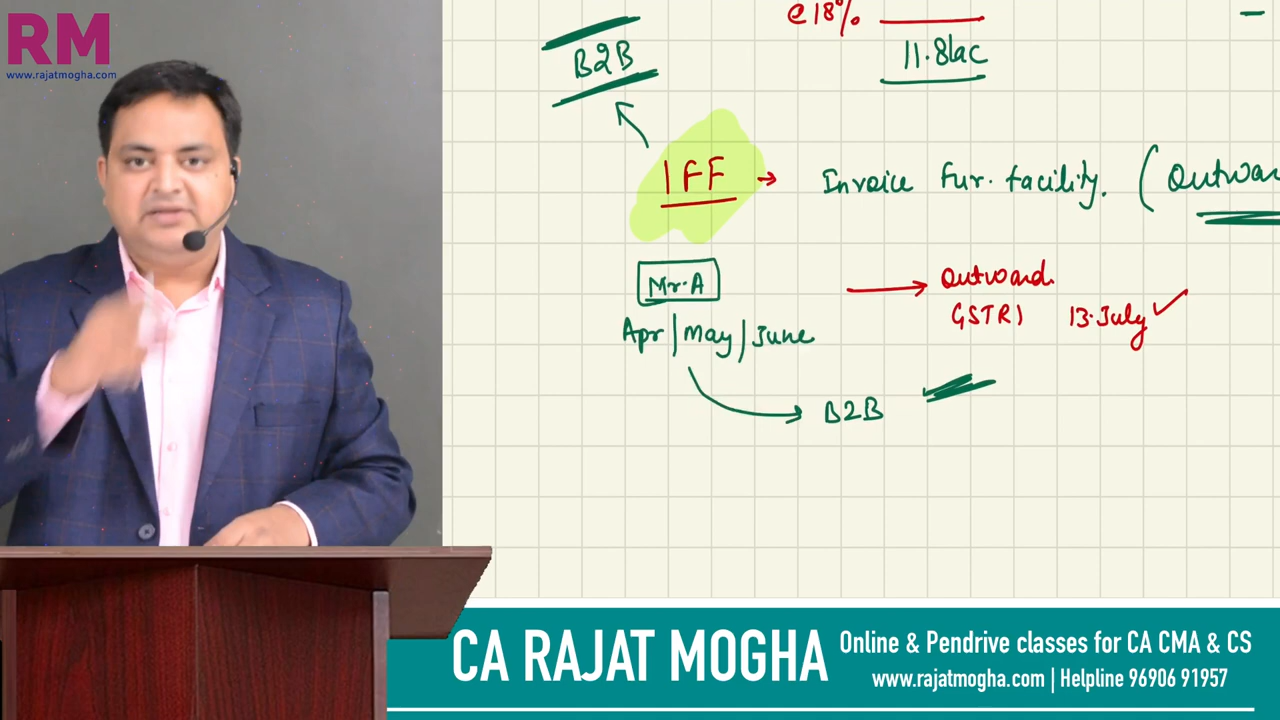 RM
www.rajatmogha.com
@18%
11.8lac
B2B
IFF → Invoice Fur. facility. (Outwar
Mr.A
Apr|May|June
→ Outward
GSTR1 13.July ✓
B2B
CA RAJAT MOGHA
Online & Pendrive classes for CA CMA & CS
www.rajatmogha.com | Helpline 96906 91957